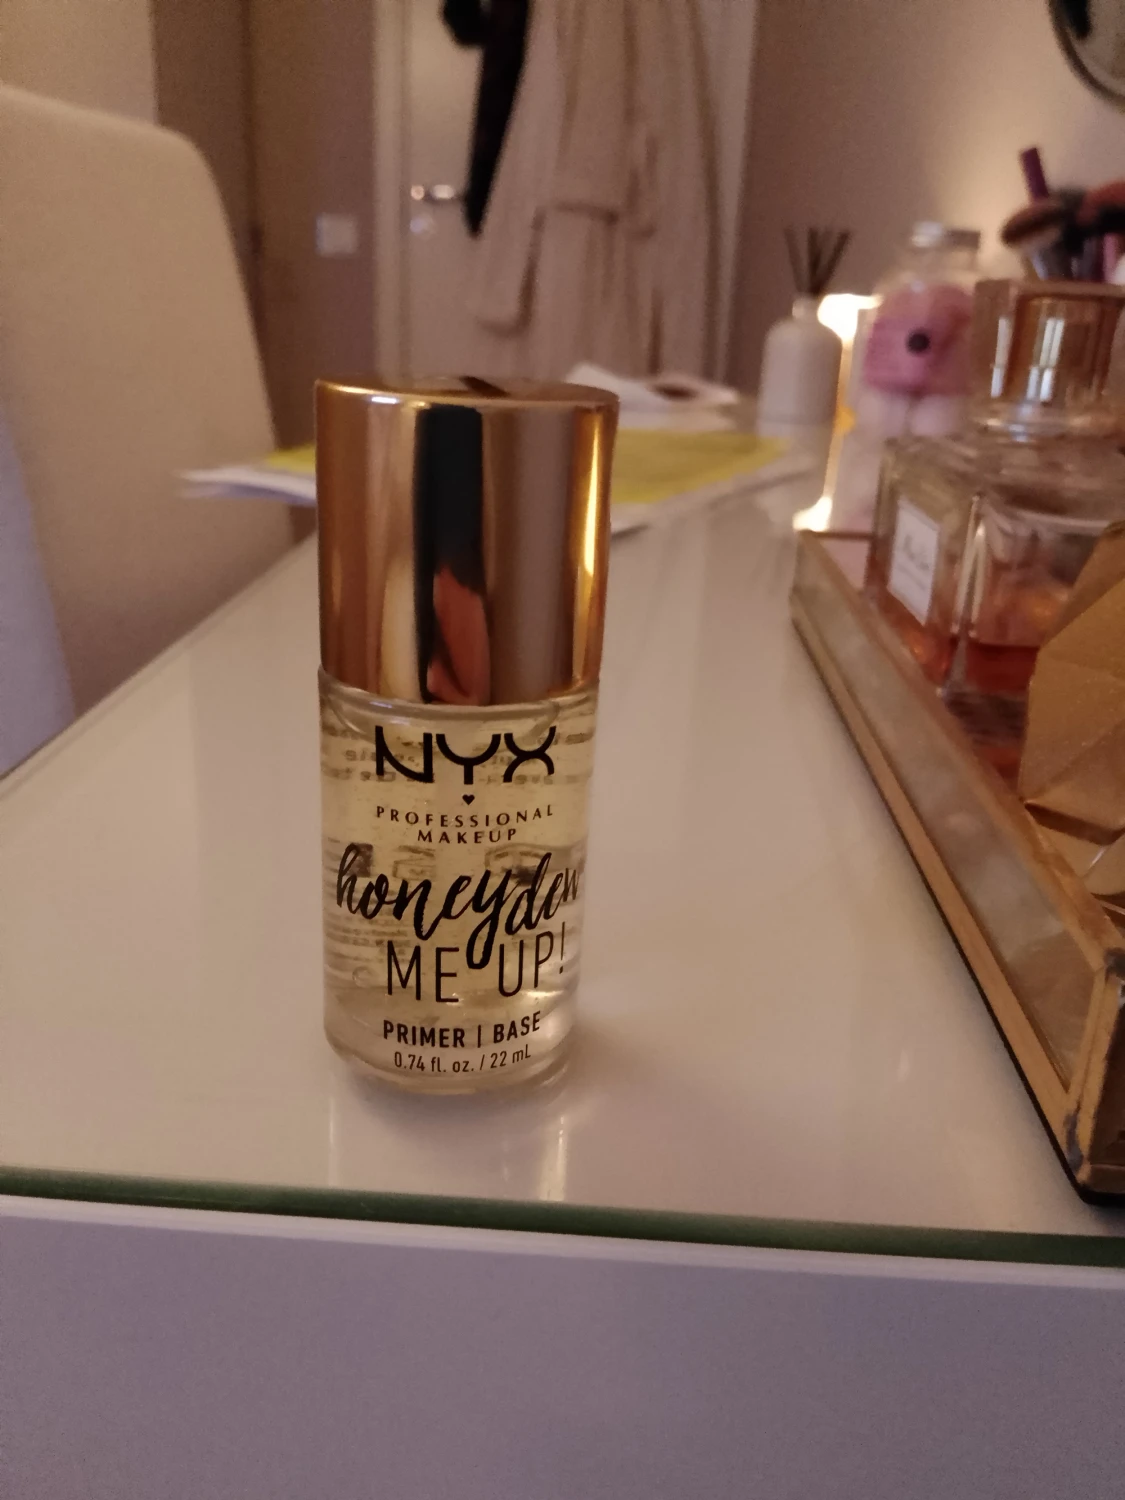 NYX
PROFESSIONAL
MAKEUP
honeydew
ME UP!
PRIMER | BASE
0.74 fl. oz. / 22 mL